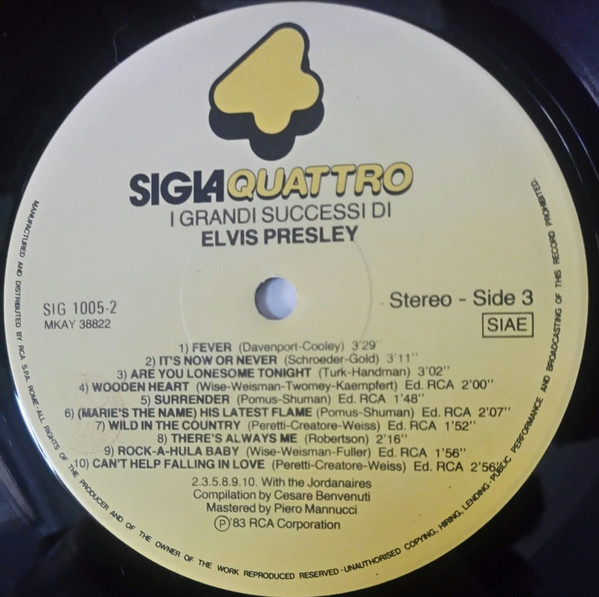 SIGLA QUATTRO
I GRANDI SUCCESSI DI
ELVIS PRESLEY
SIG 1005-2
MKAY 38822
Stereo - Side 3
SIAE
1) FEVER (Davenport-Cooley) 3'29''
2) IT'S NOW OR NEVER (Schroeder-Gold) 3'11''
3) ARE YOU LONESOME TONIGHT (Turk-Handman) 3'02''
4) WOODEN HEART (Wise-Weisman-Twomey-Kaempfert) Ed. RCA 2'00''
5) SURRENDER (Pomus-Shuman) Ed. RCA 1'48''
6) (MARIE'S THE NAME) HIS LATEST FLAME (Pomus-Shuman) Ed. RCA 2'07''
7) WILD IN THE COUNTRY (Peretti-Creatore-Weiss) Ed. RCA 1'52''
8) THERE'S ALWAYS ME (Robertson) 2'16''
9) ROCK-A-HULA BABY (Wise-Weisman-Fuller) Ed. RCA 1'56''
10) CAN'T HELP FALLING IN LOVE (Peretti-Creatore-Weiss) Ed. RCA 2'56''
2.3.5.8.9.10. With the Jordanaires
Compilation by Cesare Benvenuti
Mastered by Piero Mannucci
Ⓟ'83 RCA Corporation
MANUFACTURED AND DISTRIBUTED BY RCA S.P.A. ROME-ALL RIGHTS OF THE PRODUCER AND OF THE OWNER OF THE WORK REPRODUCED RESERVED-UNAUTHORISED COPYING, HIRING, LENDING-PUBLIC PERFORMANCE AND BROADCASTING OF THIS RECORD PROHIBITED.